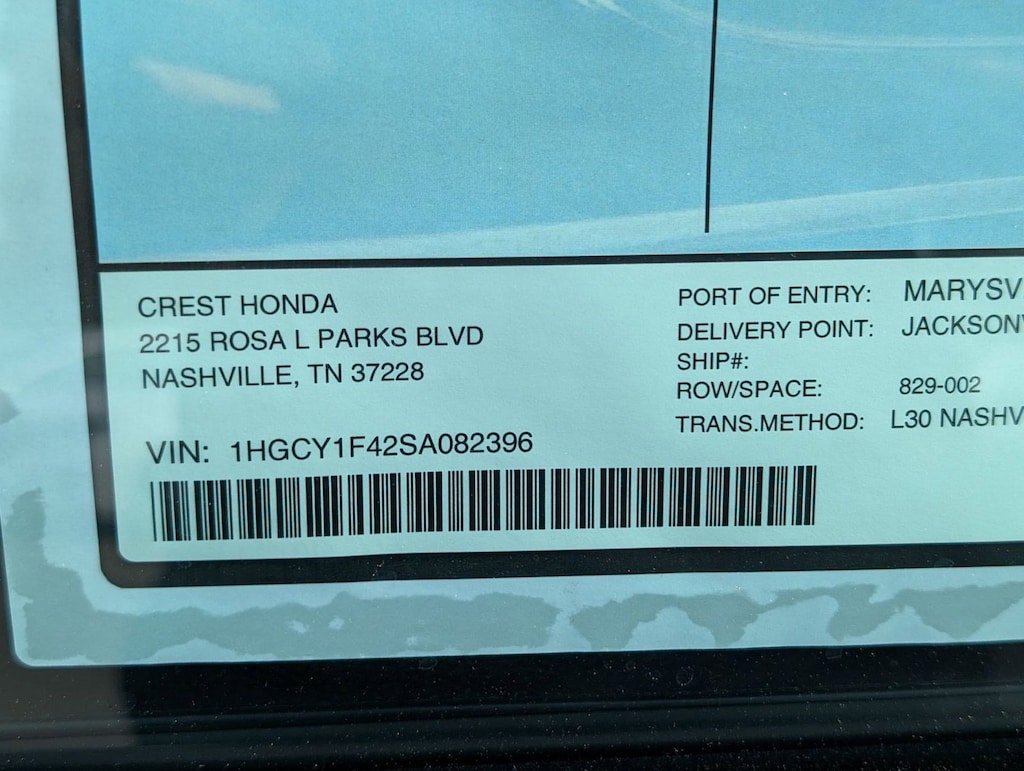 CREST HONDA
2215 ROSA L PARKS BLVD
NASHVILLE, TN 37228
VIN: 1HGCY1F42SA082396
PORT OF ENTRY: MARYSV
DELIVERY POINT: JACKSONV
SHIP#:
ROW/SPACE: 829-002
TRANS.METHOD: L30 NASHV